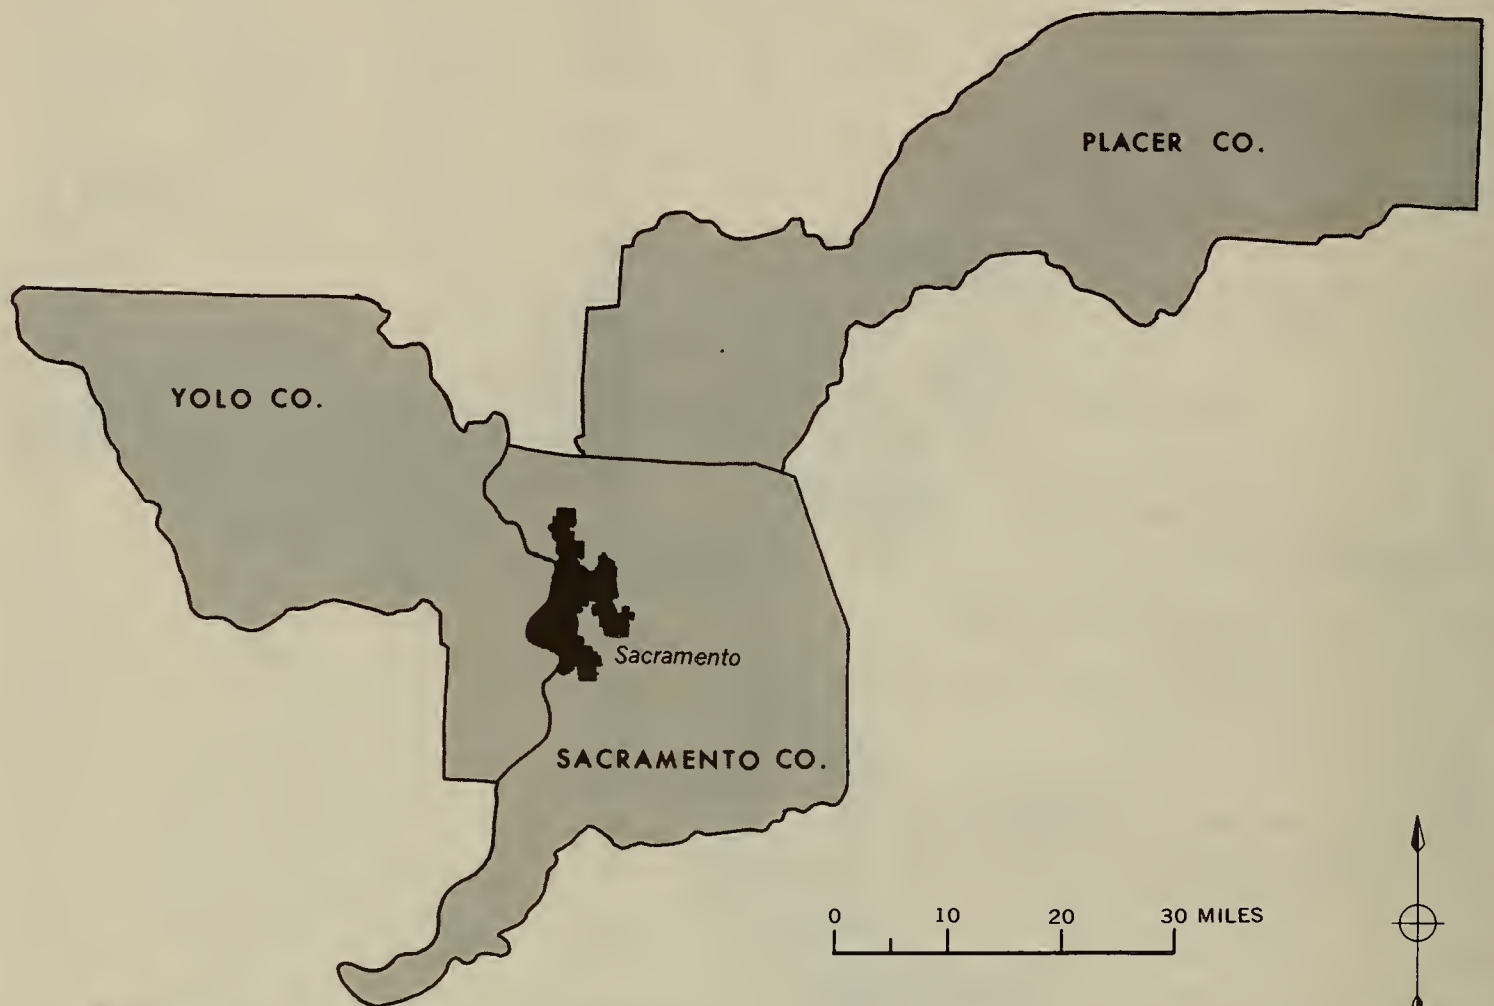 PLACER CO.
YOLO CO.
Sacramento
SACRAMENTO CO.
0 10 20 30 MILES